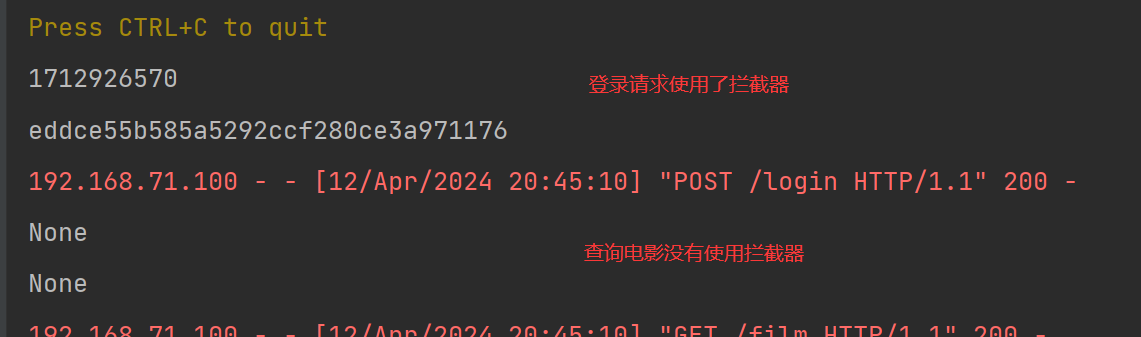 Press CTRL+C to quit
1712926570
登录请求使用了拦截器
eddce55b585a5292ccf280ce3a971176
192.168.71.100 - - [12/Apr/2024 20:45:10] "POST /login HTTP/1.1" 200 -
None
查询电影没有使用拦截器
None
192.168.71.100 - - [12/Apr/2024 20:45:10] "GET /film HTTP/1.1" 200 -